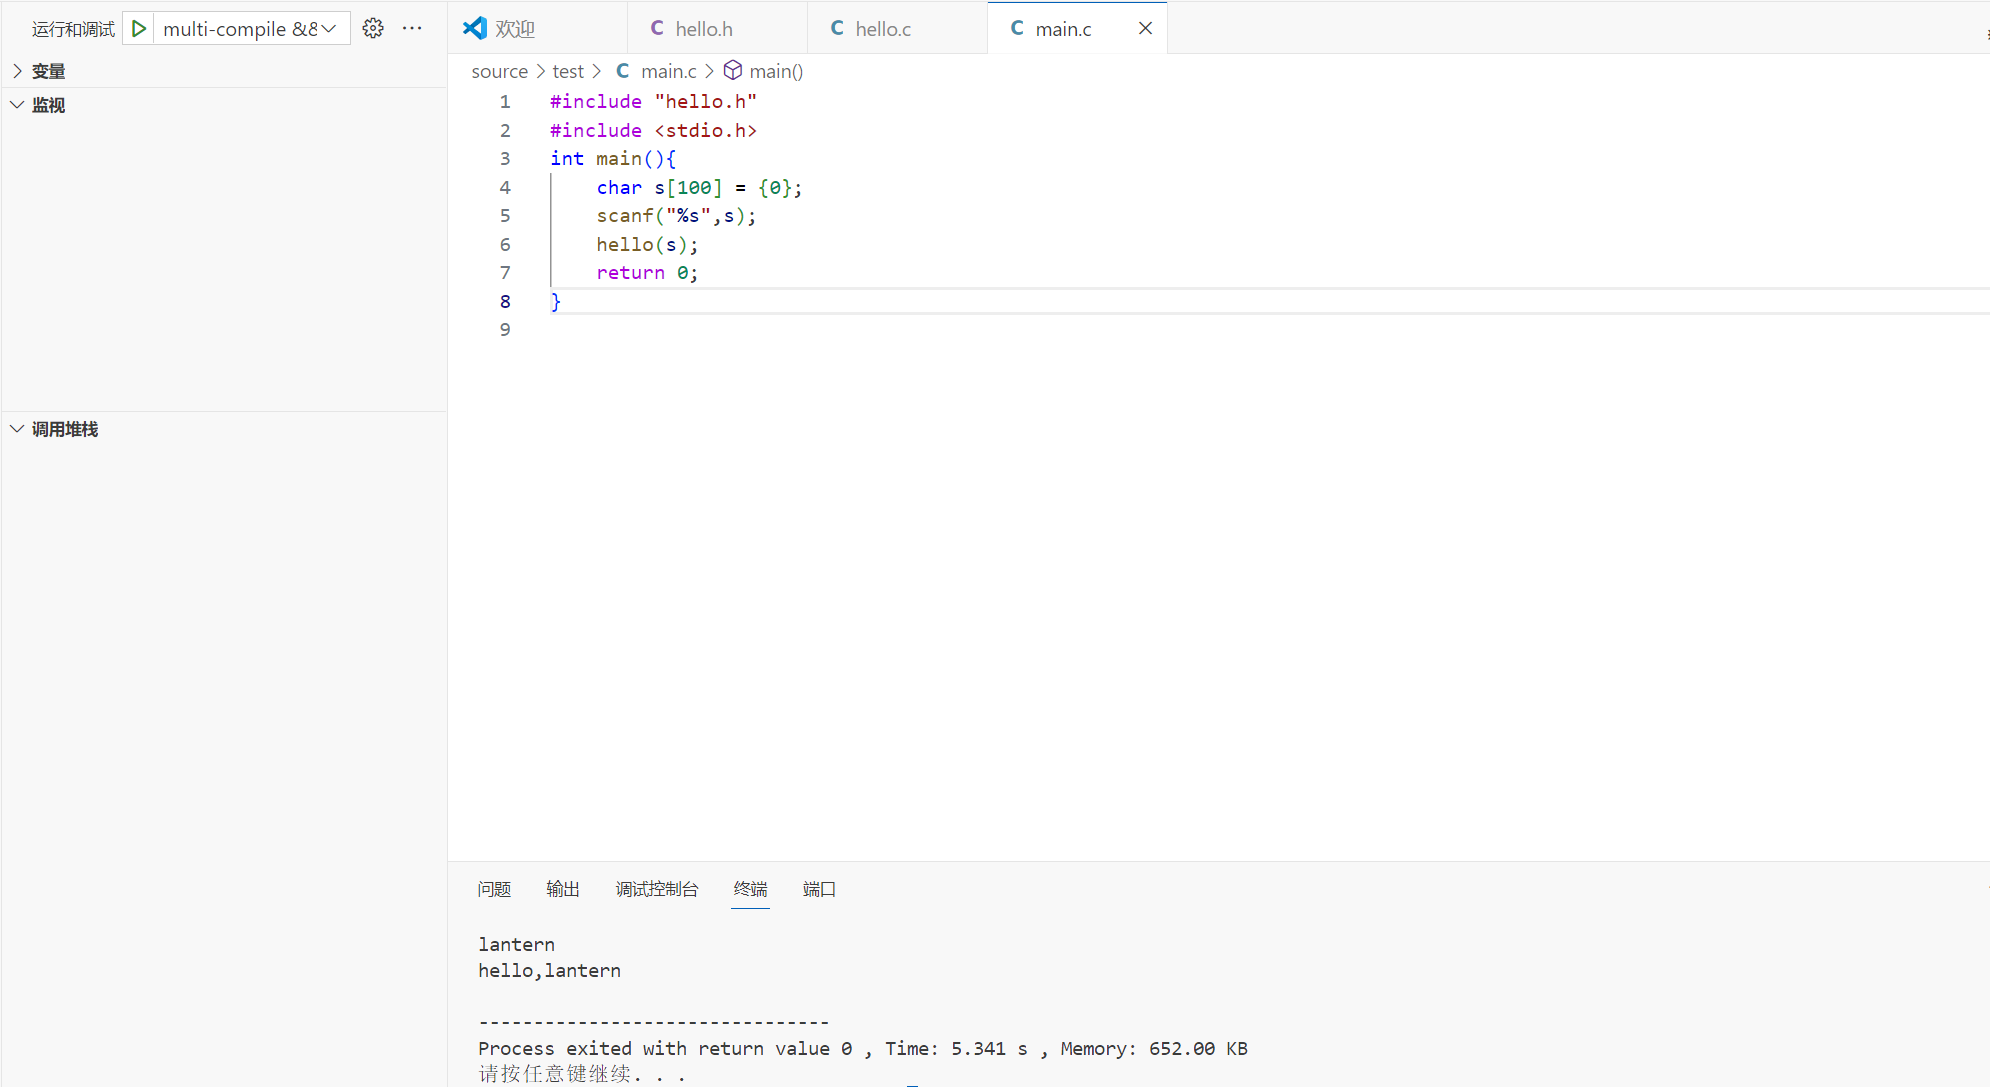 运行和调试 multi-compile &&
变量
监视
调用堆栈
欢迎 hello.h hello.c main.c
source > test > C main.c > main()
1 #include "hello.h"
2 #include <stdio.h>
3 int main(){
4     char s[100] = {0};
5     scanf("%s",s);
6     hello(s);
7     return 0;
8 }
9
问题 输出 调试控制台 终端 端口
lantern
hello,lantern
--------------------------------
Process exited with return value 0 , Time: 5.341 s , Memory: 652.00 KB
请按任意键继续. . .